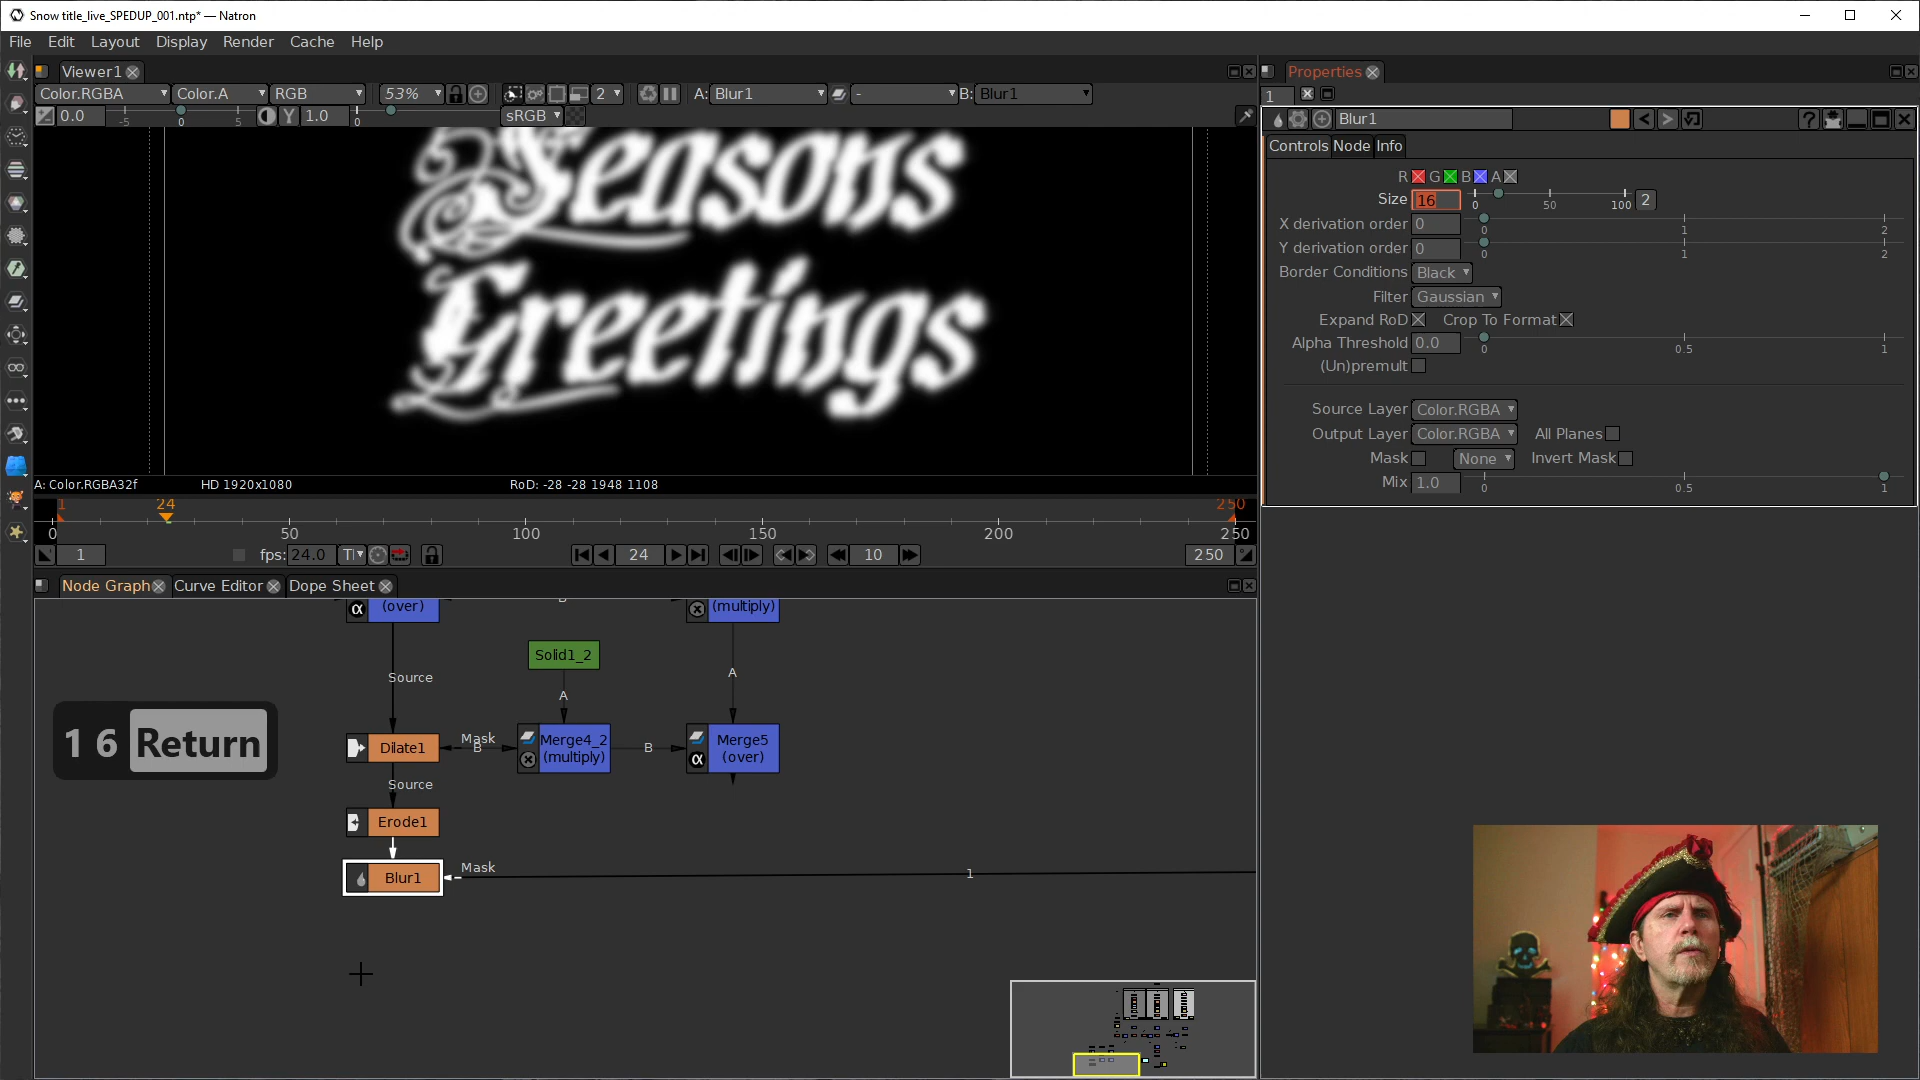 Snow title_live_SPEDUP_001.ntp* — Natron
File Edit Layout Display Render Cache Help
Viewer1
Color.RGBA Color.A RGB 53% 2 A: Blur1 - B: Blur1
0.0 -5 0 5 Y 1.0 0 sRGB
Seasons
Greetings
A: Color.RGBA32f HD 1920x1080 RoD: -28 -28 1948 1108
1 24 250
0 50 100 150 200 250
1 fps: 24.0 24 10 250
Node Graph Curve Editor Dope Sheet
(over) B (multiply)
Solid1_2
Source A A
Dilate1 Mask B Merge4_2 (multiply) B Merge5 (over)
Source
Erode1
Mask
Blur1 1
1 6 Return
Properties
1
Blur1 ?
Controls Node Info
R G B A
Size 16 0 50 100 2
X derivation order 0 0 1 2
Y derivation order 0 0 1 2
Border Conditions Black
Filter Gaussian
Expand RoD Crop To Format
Alpha Threshold 0.0 0 0.5 1
(Un)premult
Source Layer Color.RGBA
Output Layer Color.RGBA All Planes
Mask None Invert Mask
Mix 1.0 0 0.5 1